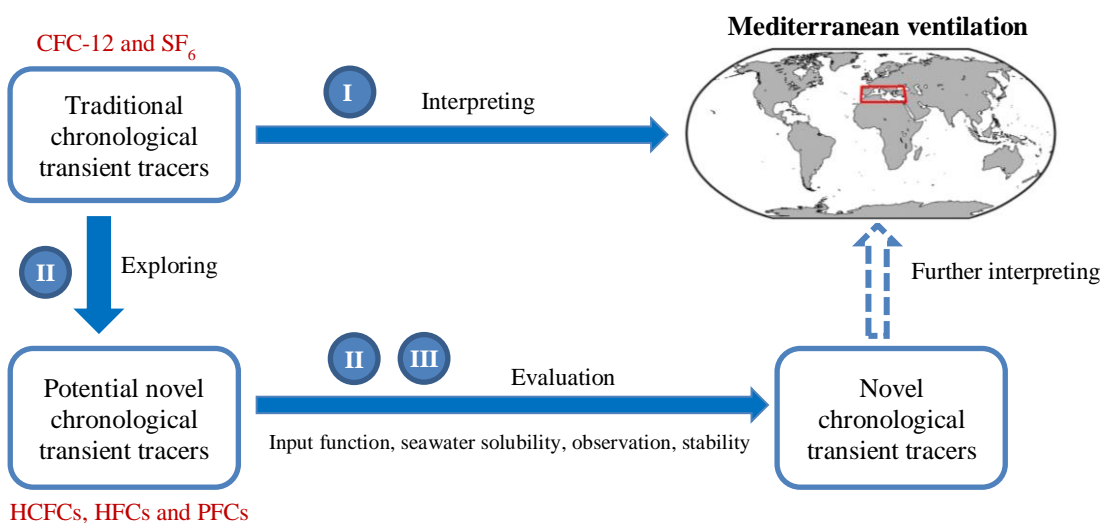 CFC-12 and SF6
Mediterranean ventilation
Traditional
chronological
transient tracers
I
Interpreting
II
Exploring
Further interpreting
Potential novel
chronological
transient tracers
II
III
Evaluation
Input function, seawater solubility, observation, stability
Novel
chronological
transient tracers
HCFCs, HFCs and PFCs